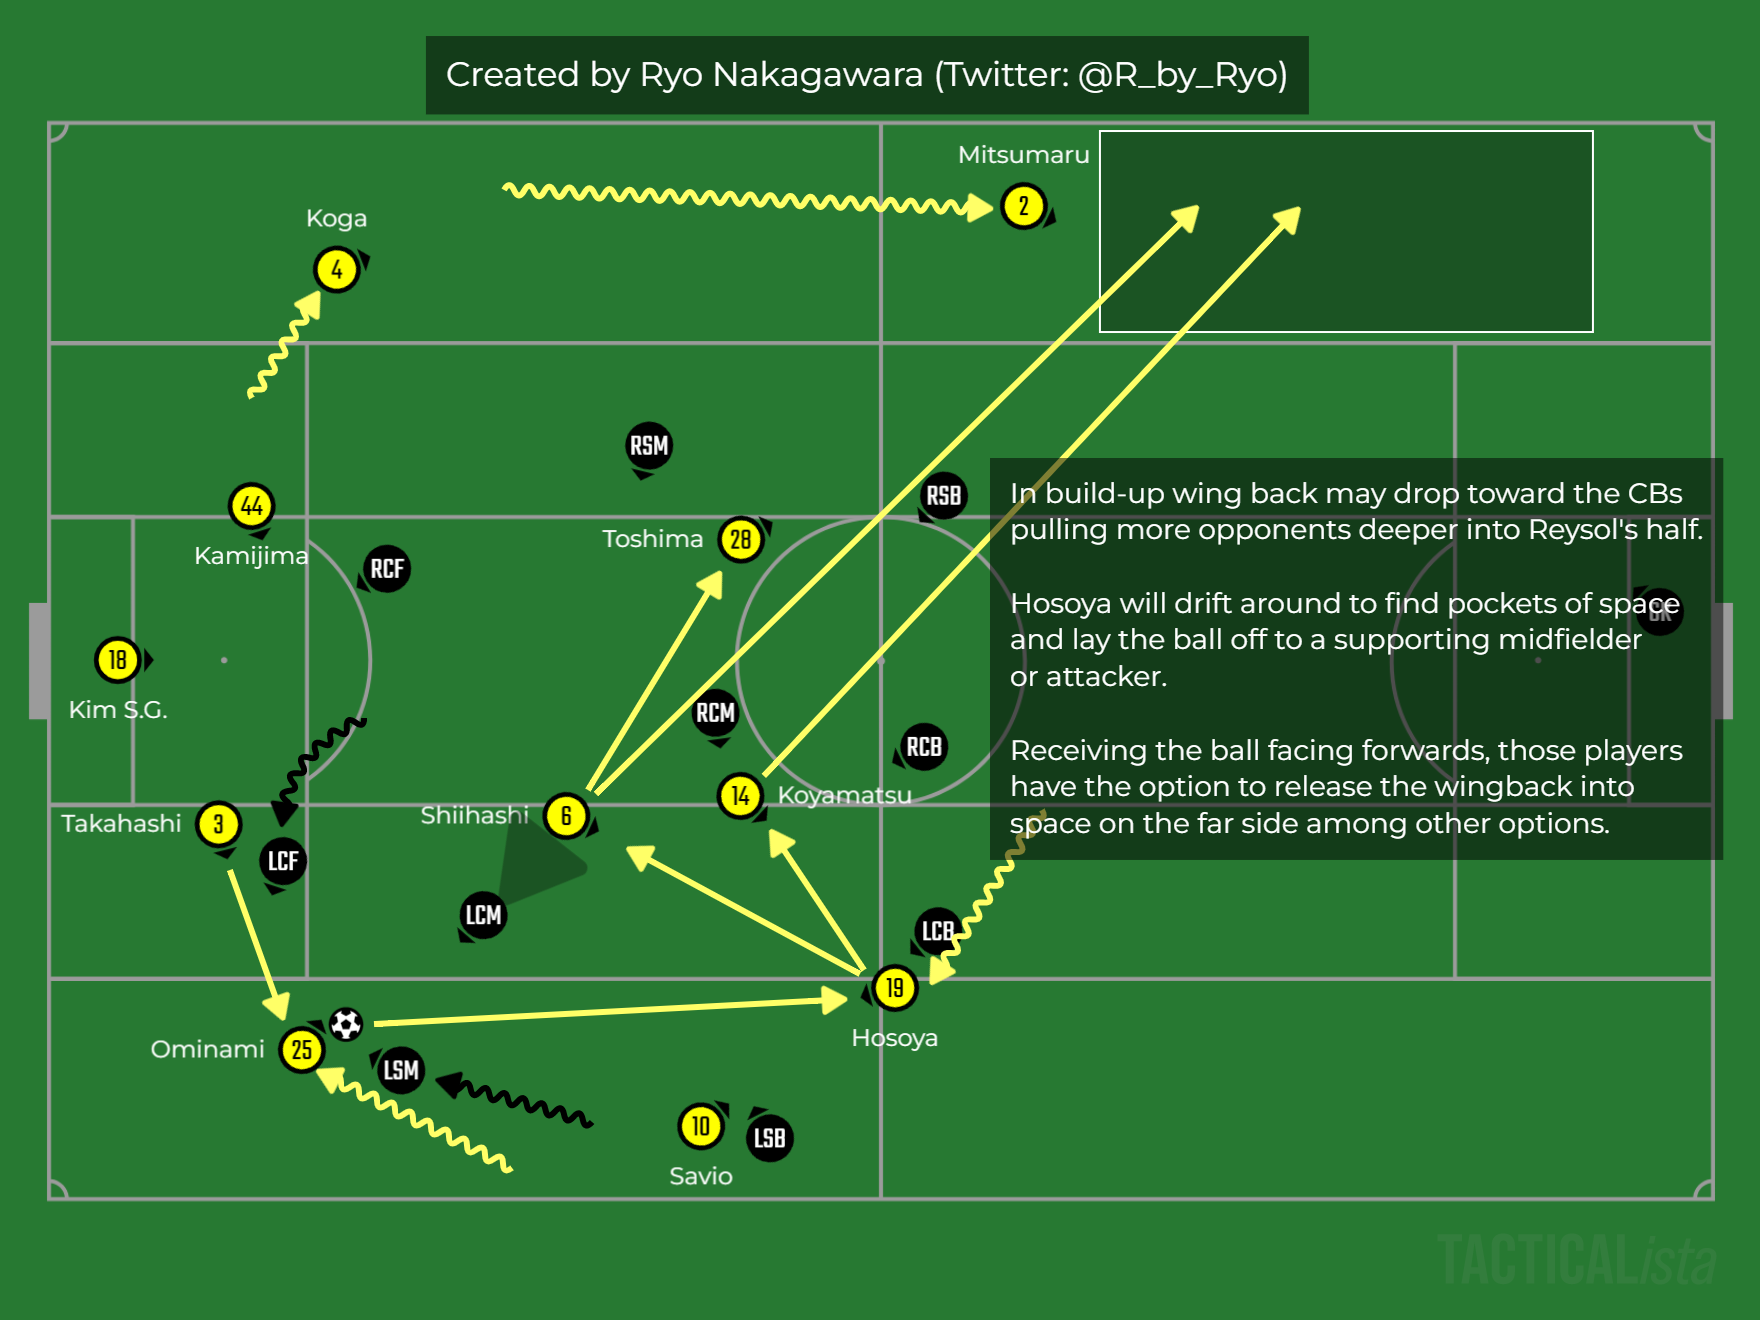 Created by Ryo Nakagawara (Twitter: @R_by_Ryo)
Mitsumaru
2
Koga
4
RSM
RSB
44
Kamijima
RCF
Toshima
28
In build-up wing back may drop toward the CBs
pulling more opponents deeper into Reysol's half.
Hosoya will drift around to find pockets of space
and lay the ball off to a supporting midfielder
or attacker.
Receiving the ball facing forwards, those players
have the option to release the wingback into
space on the far side among other options.
GK
18
Kim S.G.
RCM
RCB
Takahashi
3
LCF
Shiihashi
6
14
Koyamatsu
LCM
LCB
19
Hosoya
Ominami
25
LSM
10
Savio
LSB
TACTICALista